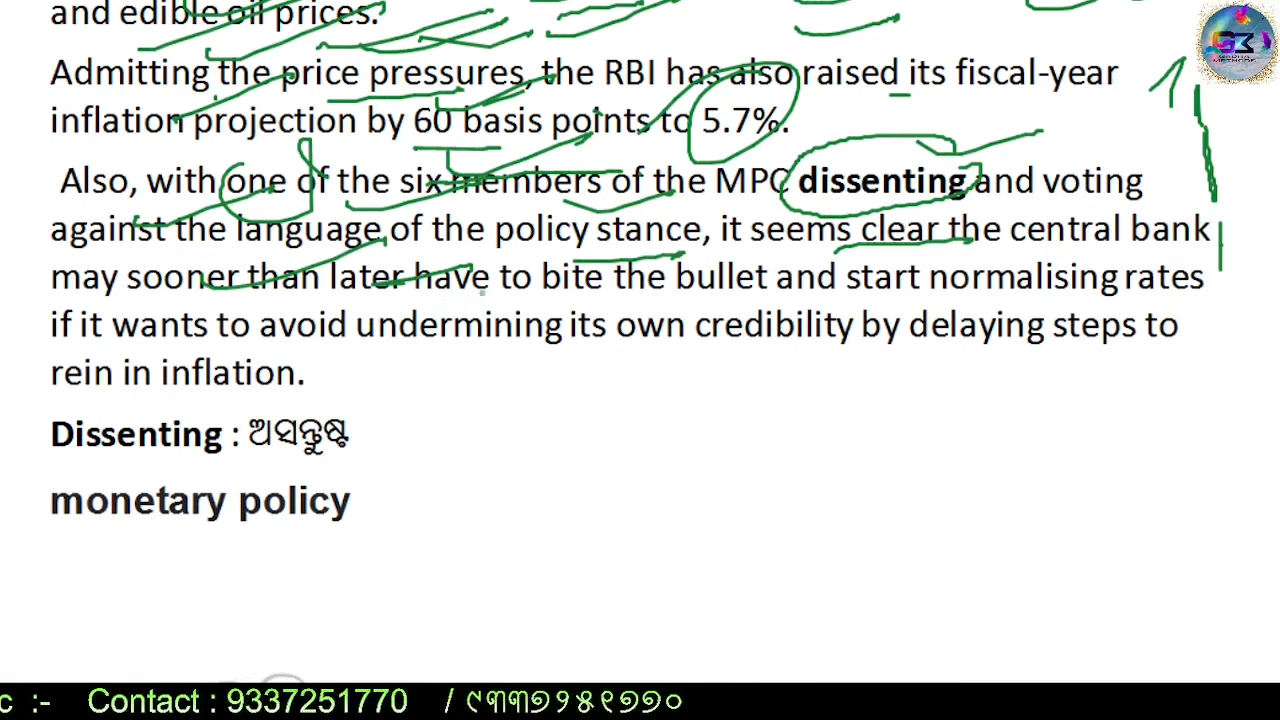 and edible oil prices.
Admitting the price pressures, the RBI has also raised its fiscal-year
inflation projection by 60 basis points to 5.7%.
Also, with one of the six members of the MPC dissenting and voting
against the language of the policy stance, it seems clear the central bank
may sooner than later have to bite the bullet and start normalising rates
if it wants to avoid undermining its own credibility by delaying steps to
rein in inflation.
Dissenting : ଅସନ୍ତୁଷ୍ଟ
monetary policy
c :- Contact : 9337251770 / ୯୩୩୭୨୫୧୭୭୦